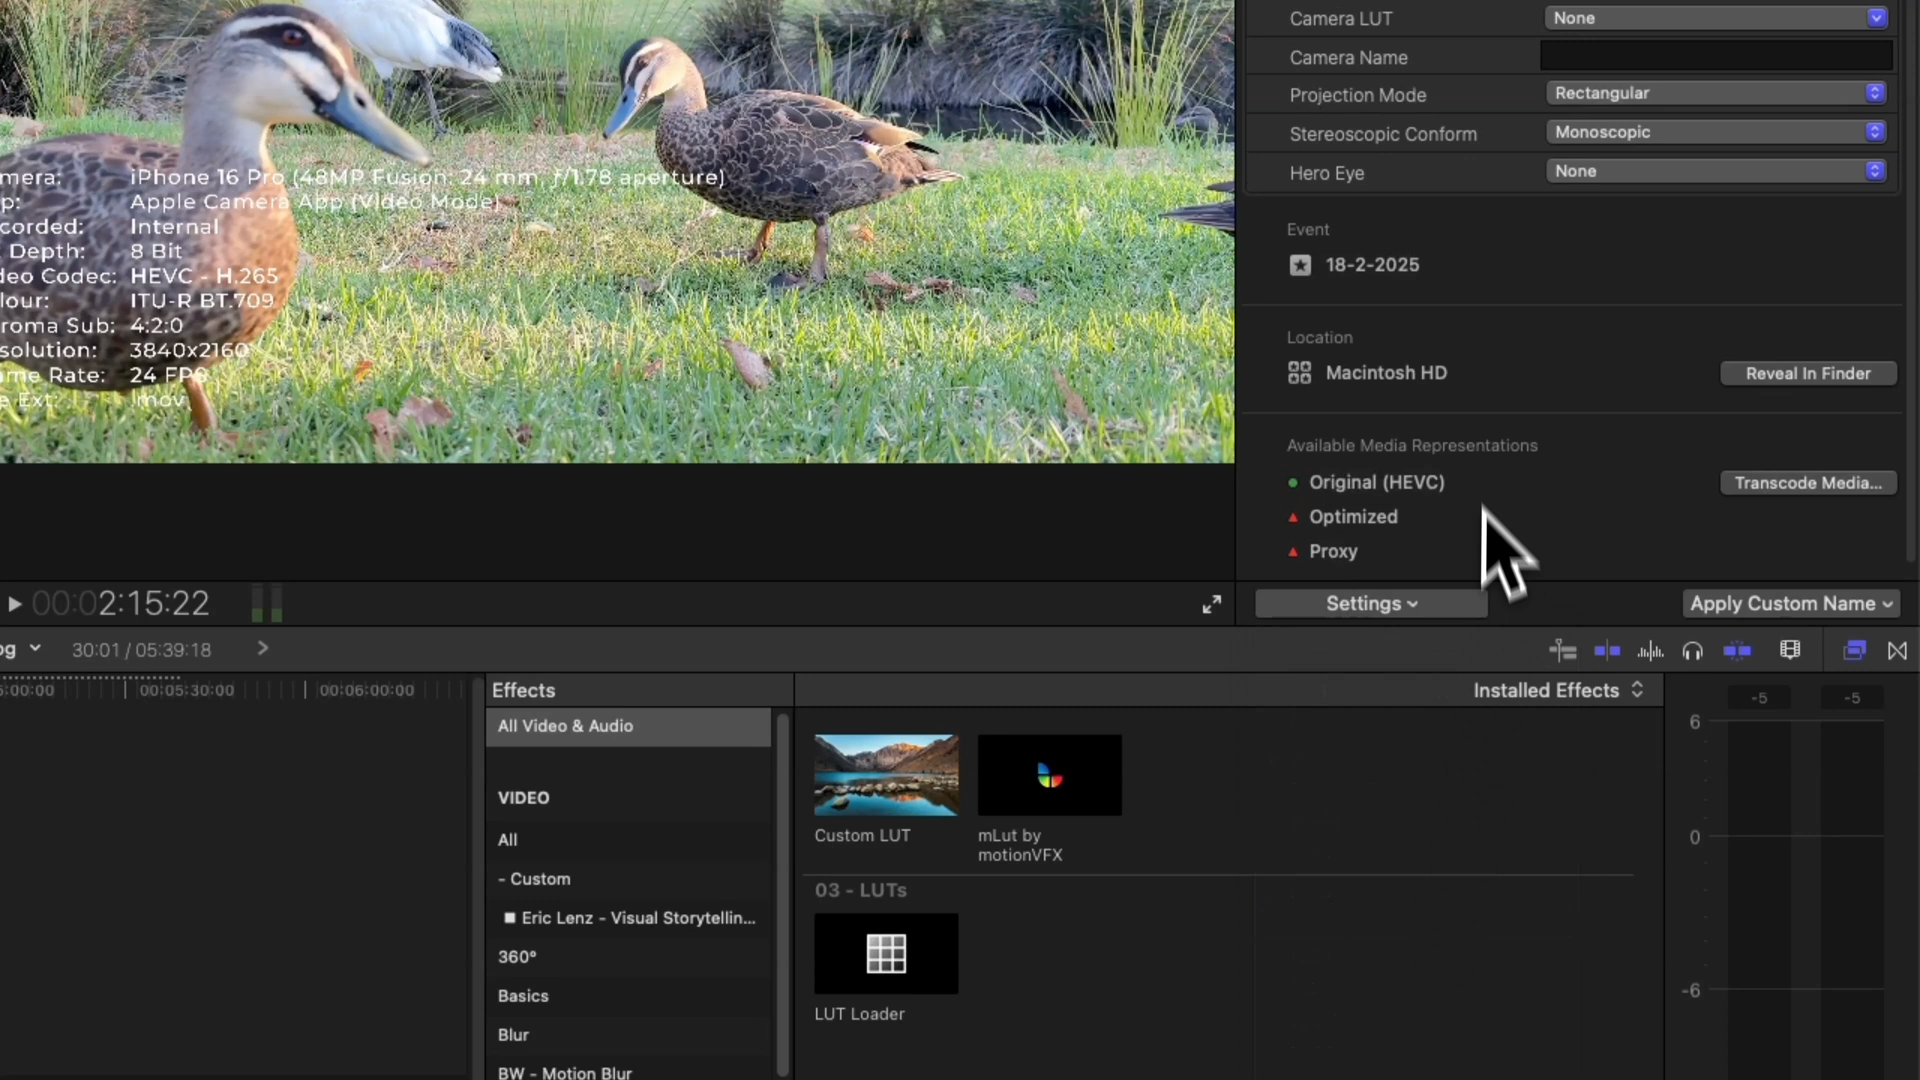 Camera LUT None
Camera Name
Projection Mode Rectangular
Stereoscopic Conform Monoscopic
Hero Eye None
Event
18-2-2025
Location
Macintosh HD Reveal In Finder
Available Media Representations
Original (HEVC) Transcode Media...
Optimized
Proxy
Settings Apply Custom Name
mera: iPhone 16 Pro (48MP Fusion: 24 mm, ƒ/1.78 aperture)
p: Apple Camera App (Video Mode)
corded: Internal
Depth: 8 Bit
deo Codec: HEVC - H.265
lour: ITU-R BT.709
roma Sub: 4:2:0
solution: 3840x2160
me Rate: 24 FPS
e Ext: .mov
00:02:15:22
og 30:01 / 05:39:18
5:00:00 00:05:30:00 00:06:00:00
Effects
Installed Effects
All Video & Audio
VIDEO
All
- Custom
Eric Lenz - Visual Storytellin...
360°
Basics
Blur
BW - Motion Blur
Custom LUT
mLut by
motionVFX
03 - LUTs
LUT Loader
-5 -5
6
0
-6